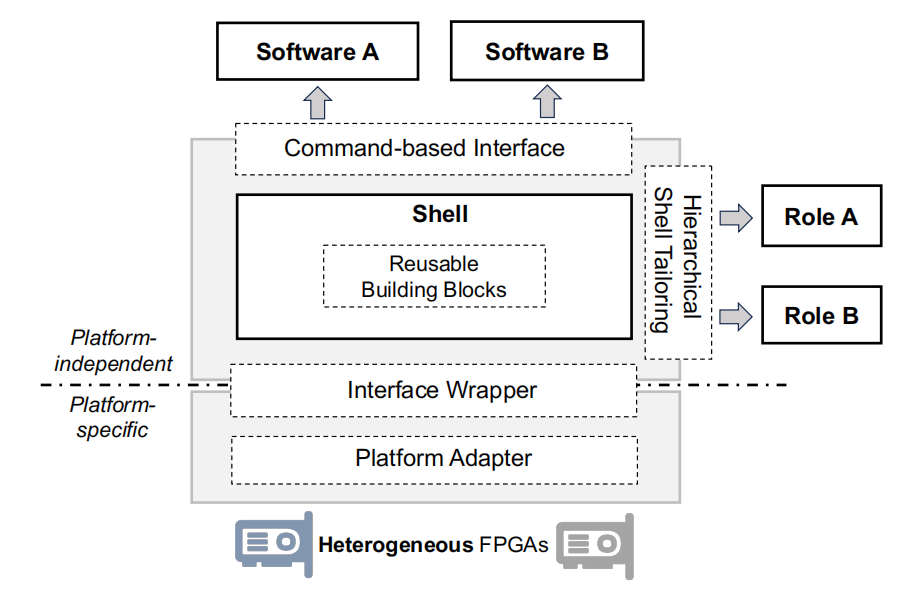 Software A
Software B
Command-based Interface
Shell
Reusable
Building Blocks
Hierarchical
Shell Tailoring
Role A
Role B
Platform-
independent
Interface Wrapper
Platform-
specific
Platform Adapter
Heterogeneous FPGAs